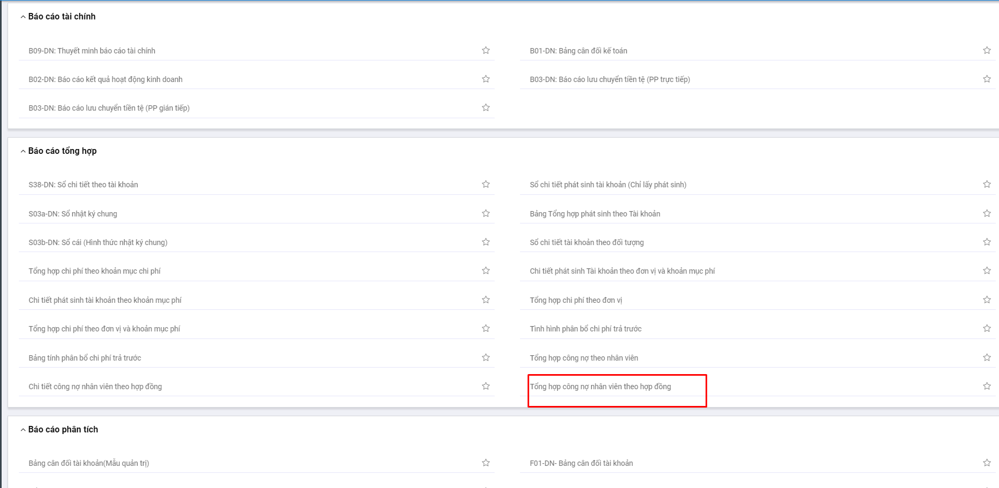 Báo cáo tài chính
B09-DN: Thuyết minh báo cáo tài chính
B01-DN: Bảng cân đối kế toán
B02-DN: Báo cáo kết quả hoạt động kinh doanh
B03-DN: Báo cáo lưu chuyển tiền tệ (PP trực tiếp)
B03-DN: Báo cáo lưu chuyển tiền tệ (PP gián tiếp)
Báo cáo tổng hợp
S38-DN: Sổ chi tiết theo tài khoản
Sổ chi tiết phát sinh tài khoản (Chỉ lấy phát sinh)
S03a-DN: Sổ nhật ký chung
Bảng Tổng hợp phát sinh theo Tài khoản
S03b-DN: Sổ cái (Hình thức nhật ký chung)
Sổ chi tiết tài khoản theo đối tượng
Tổng hợp chi phí theo khoản mục chi phí
Chi tiết phát sinh Tài khoản theo đơn vị và khoản mục phí
Chi tiết phát sinh tài khoản theo khoản mục phí
Tổng hợp chi phí theo đơn vị
Tổng hợp chi phí theo đơn vị và khoản mục phí
Tình hình phân bổ chi phí trả trước
Bảng tính phân bổ chi phí trả trước
Tổng hợp công nợ theo nhân viên
Chi tiết công nợ nhân viên theo hợp đồng
Tổng hợp công nợ nhân viên theo hợp đồng
Báo cáo phân tích
Bảng cân đối tài khoản(Mẫu quản trị)
F01-DN- Bảng cân đối tài khoản